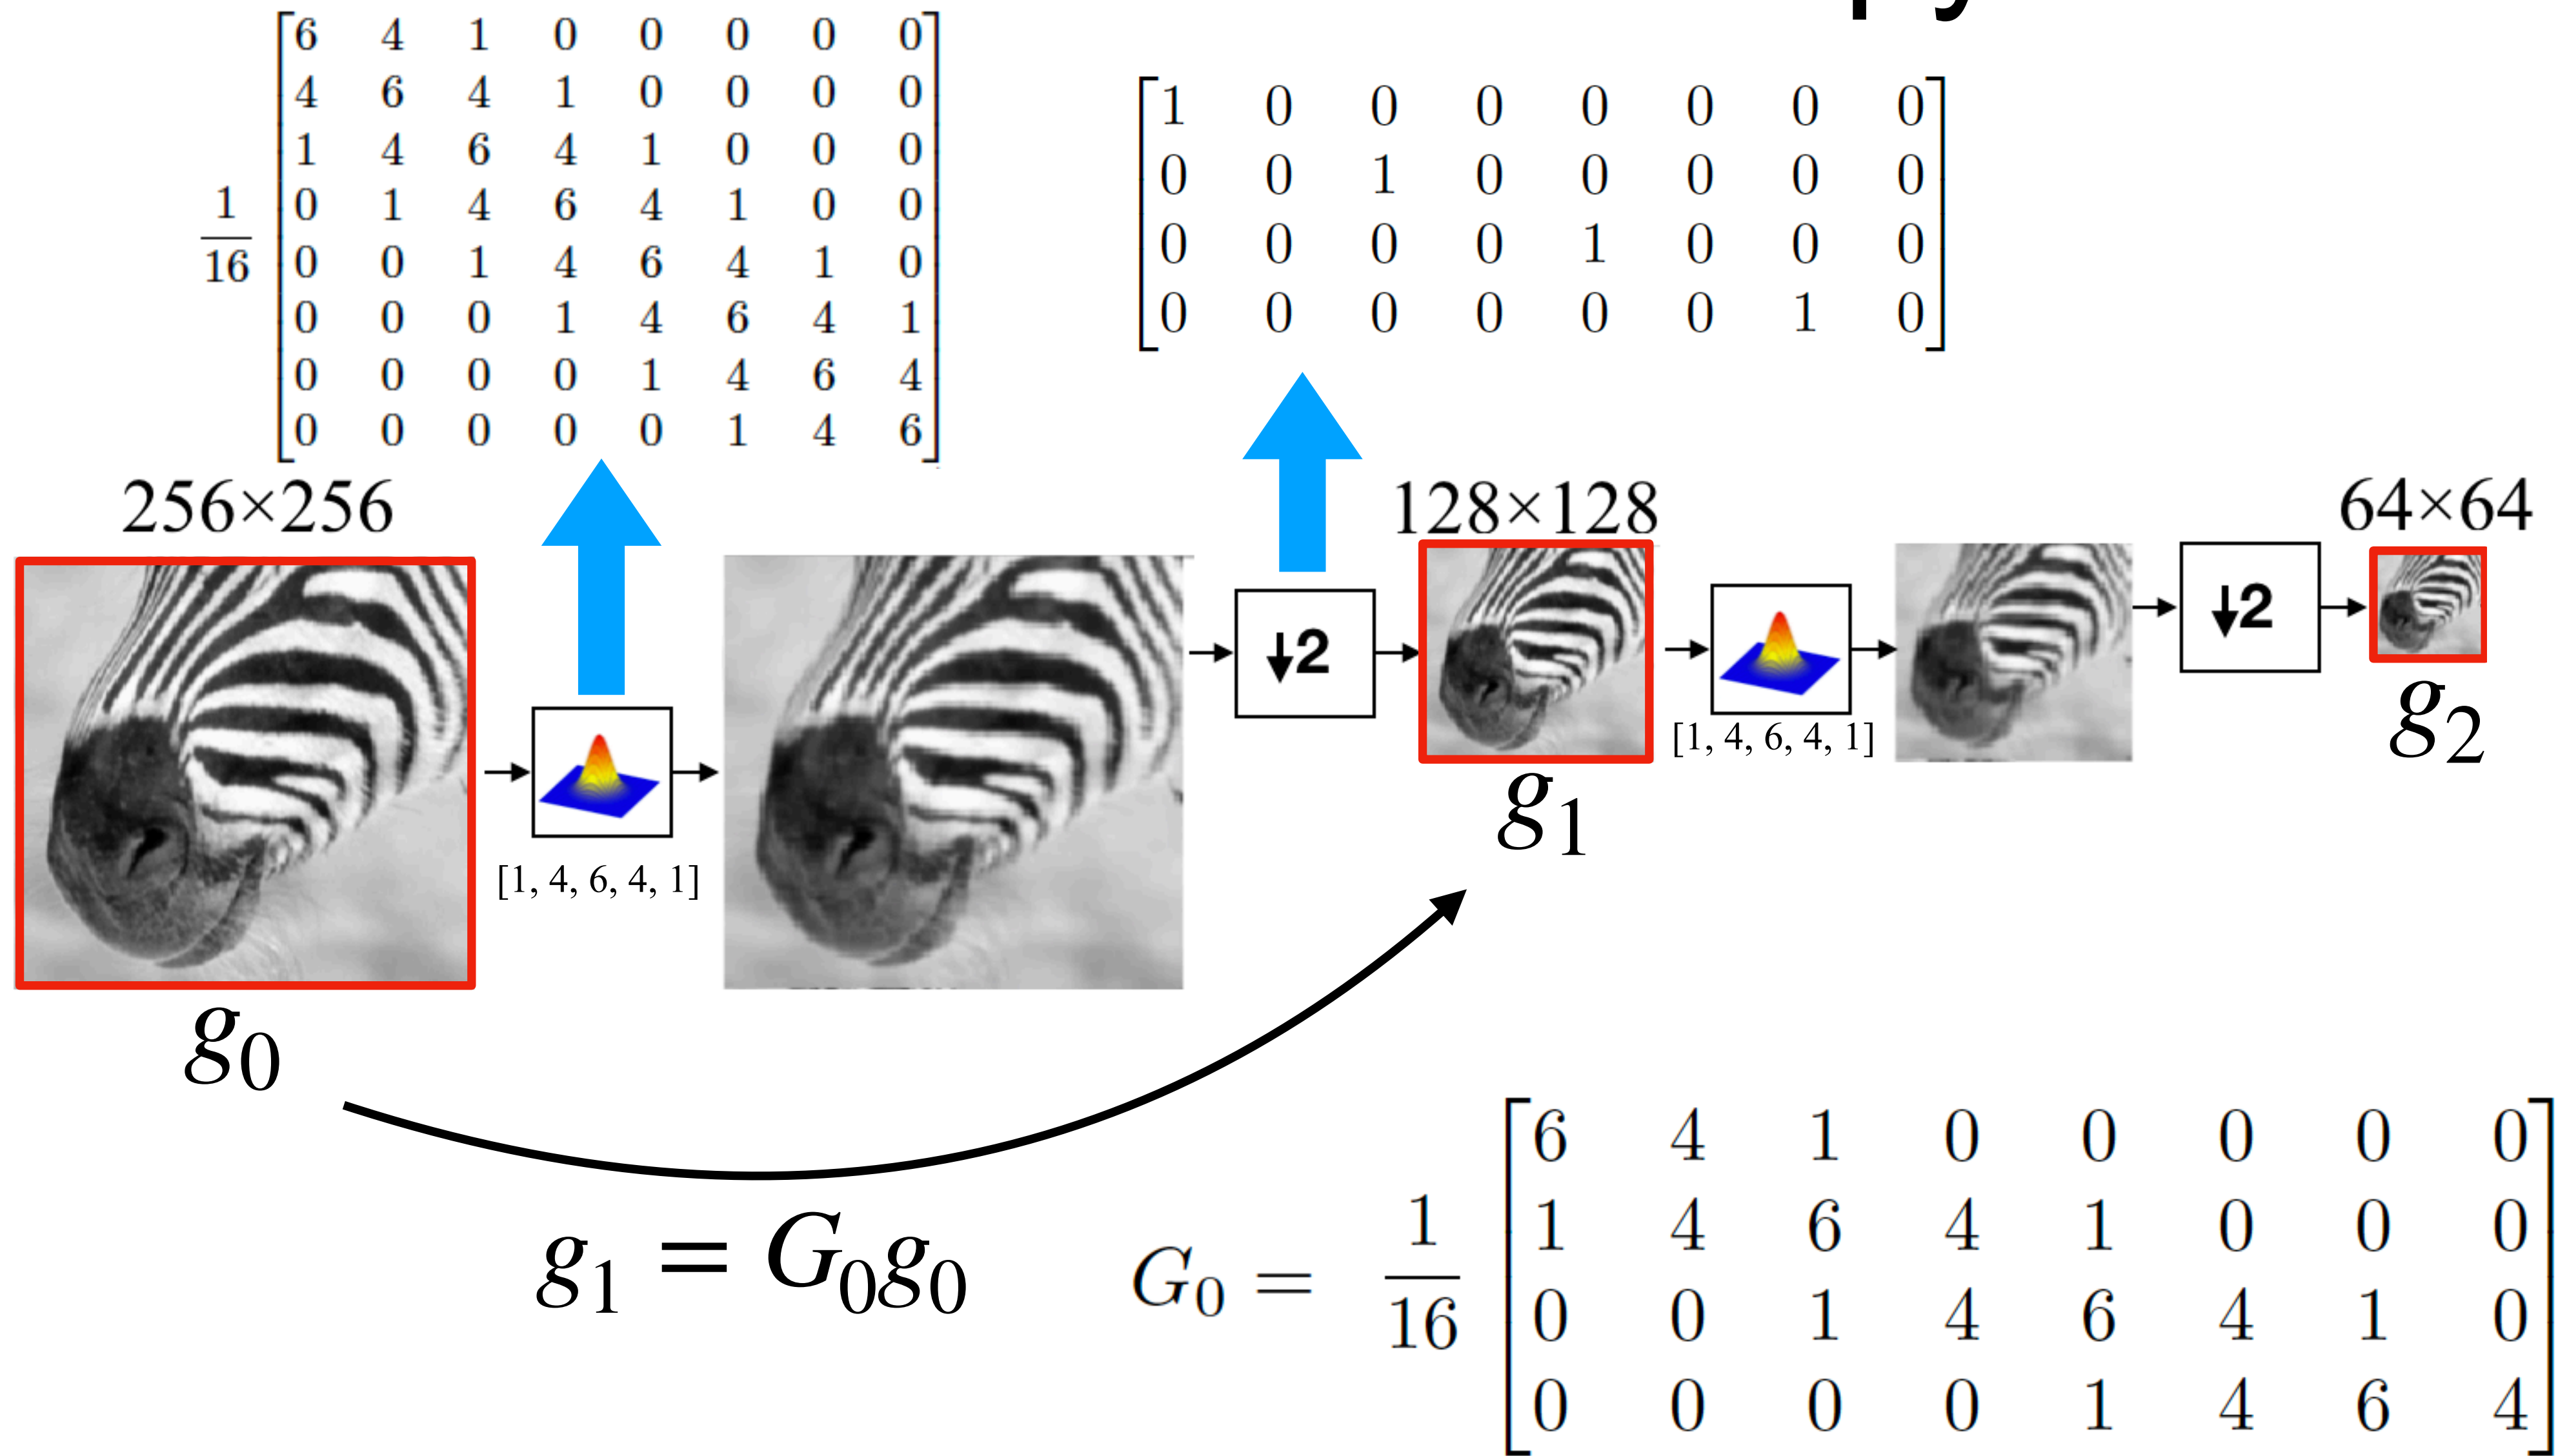 1/16 [6 4 1 0 0 0 0 0
4 6 4 1 0 0 0 0
1 4 6 4 1 0 0 0
0 1 4 6 4 1 0 0
0 0 1 4 6 4 1 0
0 0 0 1 4 6 4 1
0 0 0 0 1 4 6 4
0 0 0 0 0 1 4 6]
[1 0 0 0 0 0 0 0
0 0 1 0 0 0 0 0
0 0 0 0 1 0 0 0
0 0 0 0 0 0 1 0]
256×256
128×128
64×64
↓2
↓2
[1, 4, 6, 4, 1]
[1, 4, 6, 4, 1]
g₀
g₁
g₂
g₁ = G₀g₀
G₀ = 1/16 [6 4 1 0 0 0 0 0
1 4 6 4 1 0 0 0
0 0 1 4 6 4 1 0
0 0 0 0 1 4 6 4]